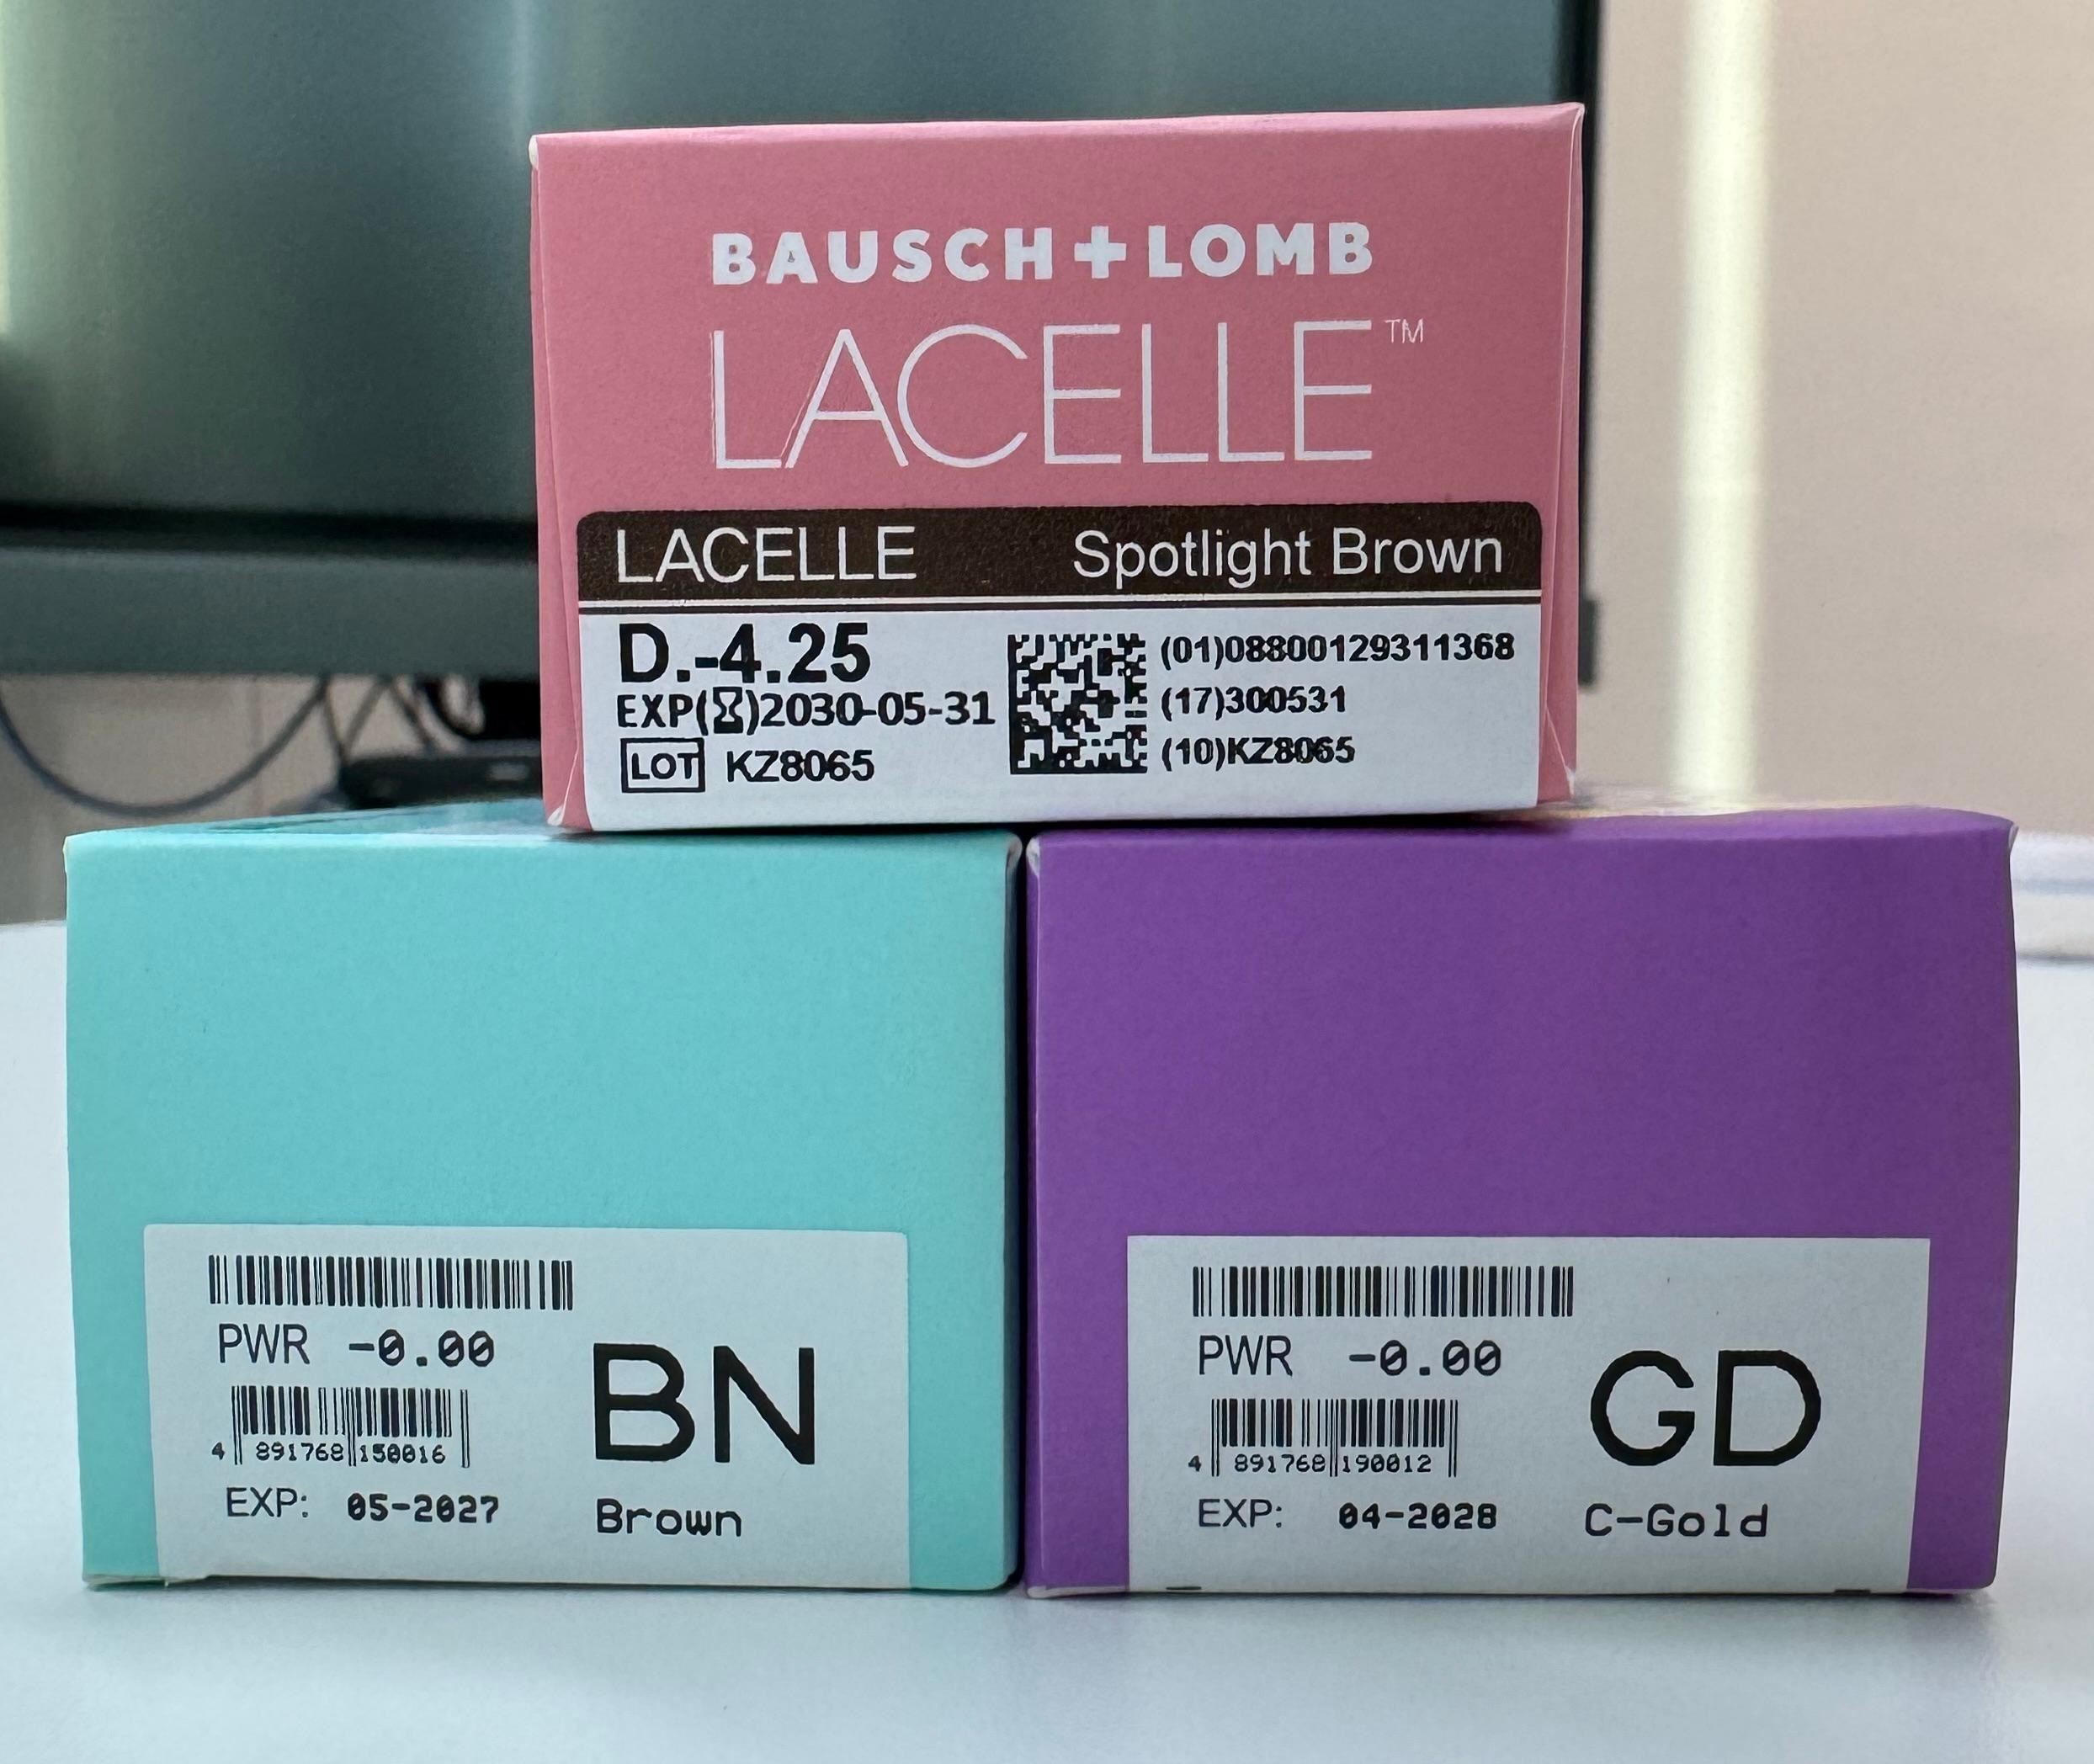 BAUSCH+LOMB
LACELLE™
LACELLE Spotlight Brown
D.-4.25
EXP(⌛)2030-05-31
LOT KZ8065
(01)08800129311368
(17)300531
(10)KZ8065
PWR -0.00
4 891768 150016
EXP: 05-2027
BN
Brown
PWR -0.00
4 891768 190012
EXP: 04-2028
GD
C-Gold